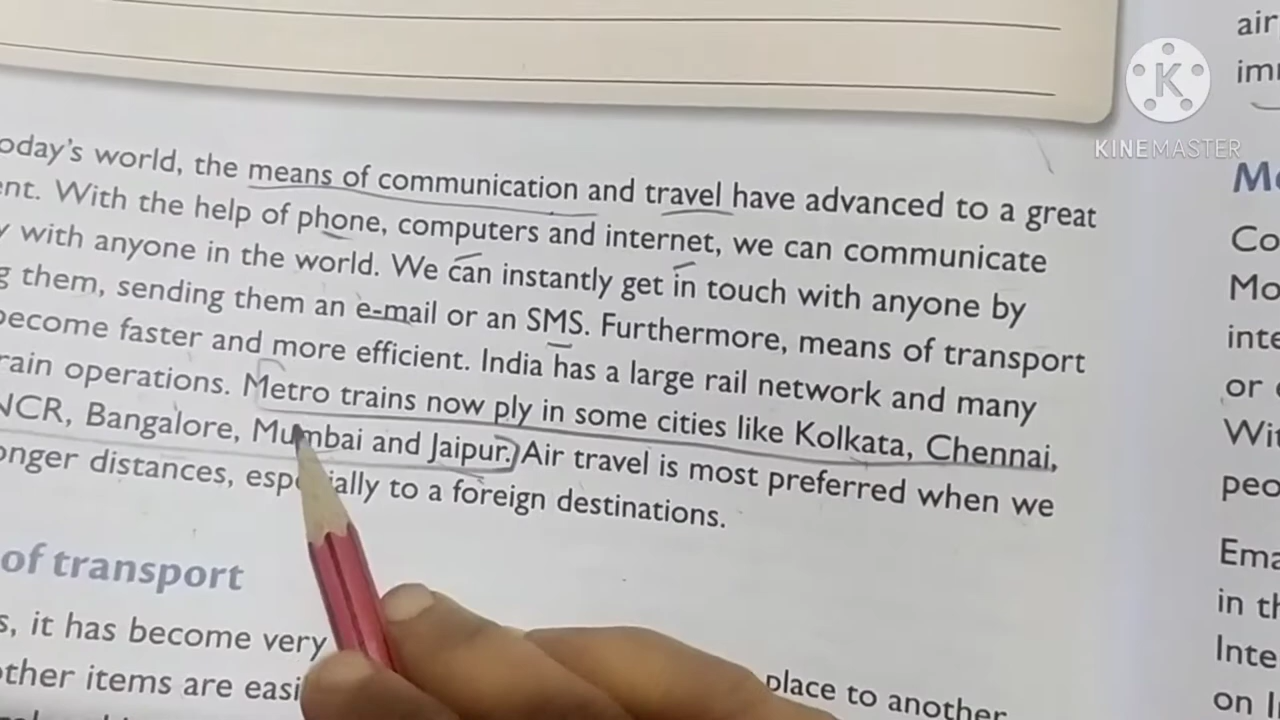 oday's world, the means of communication and travel have advanced to a great
ent. With the help of phone, computers and internet, we can communicate
y with anyone in the world. We can instantly get in touch with anyone by
g them, sending them an e-mail or an SMS. Furthermore, means of transport
become faster and more efficient. India has a large rail network and many
rain operations. Metro trains now ply in some cities like Kolkata, Chennai,
NCR, Bangalore, Mumbai and Jaipur. Air travel is most preferred when we
onger distances, especially to a foreign destinations.
of transport
s, it has become very
place to another
other items are easi
air
imm
K
KINEMASTER
Mo
Co
Mo
inte
or
Wit
peo
Ema
in th
Inte
on I